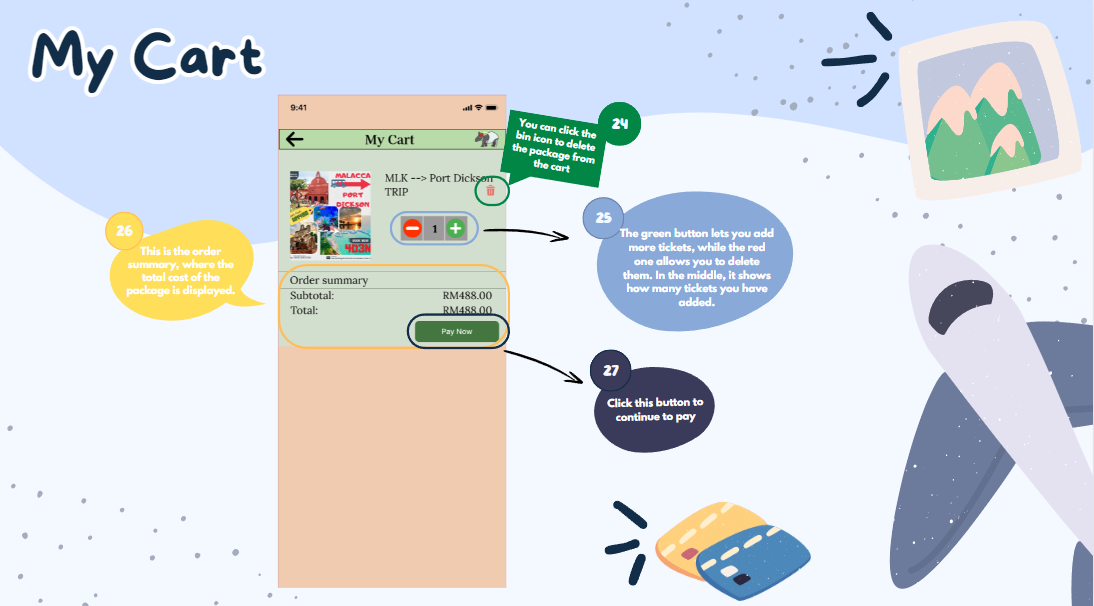 My Cart
9:41
My Cart
MALACCA
PORT
DICKSON
403N
MLK --> Port Dickson
TRIP
1
Order summary
Subtotal: RM488.00
Total: RM488.00
Pay Now
24
You can click the
bin icon to delete
the package from
the cart
25
The green button lets you add
more tickets, while the red
one allows you to delete
them. In the middle, it shows
how many tickets you have
added.
26
This is the order
summary, where the
total cost of the
package is displayed.
27
Click this button to
continue to pay